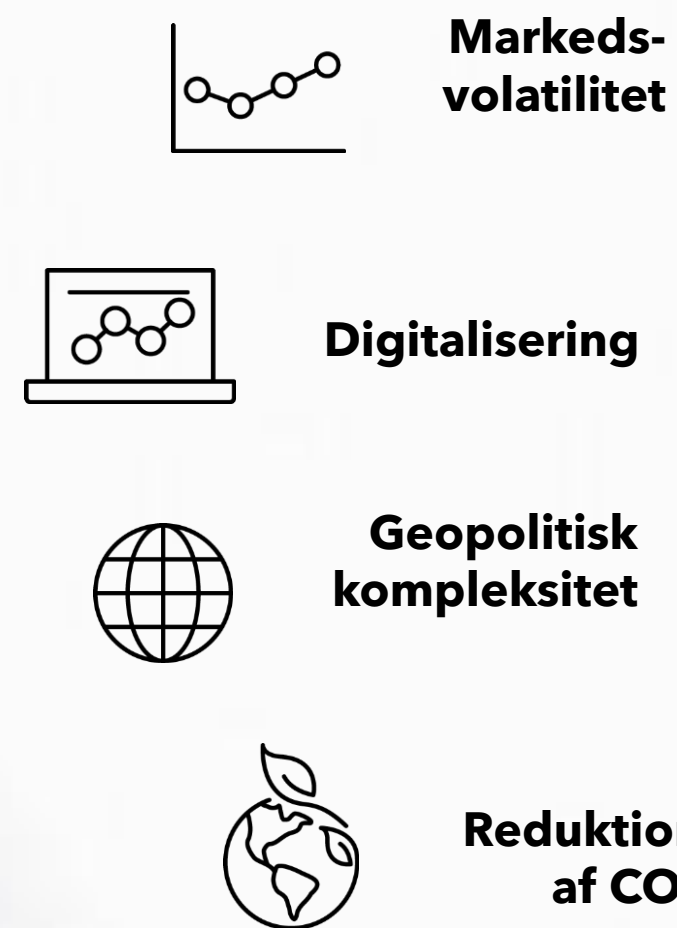 Markeds-
volatilitet
Digitalisering
Geopolitisk
kompleksitet
Reduktion
af CO